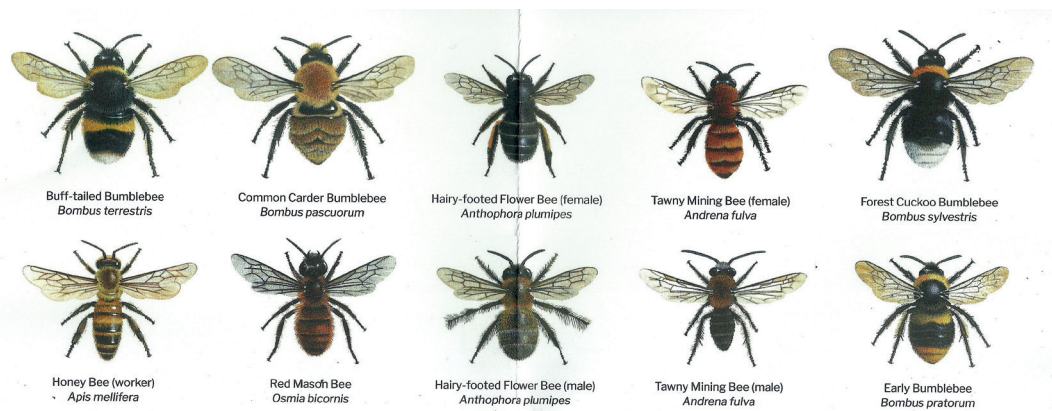 Buff-tailed Bumblebee
Bombus terrestris
Common Carder Bumblebee
Bombus pascuorum
Hairy-footed Flower Bee (female)
Anthophora plumipes
Tawny Mining Bee (female)
Andrena fulva
Forest Cuckoo Bumblebee
Bombus sylvestris
Honey Bee (worker)
Apis mellifera
Red Mason Bee
Osmia bicornis
Hairy-footed Flower Bee (male)
Anthophora plumipes
Tawny Mining Bee (male)
Andrena fulva
Early Bumblebee
Bombus pratorum